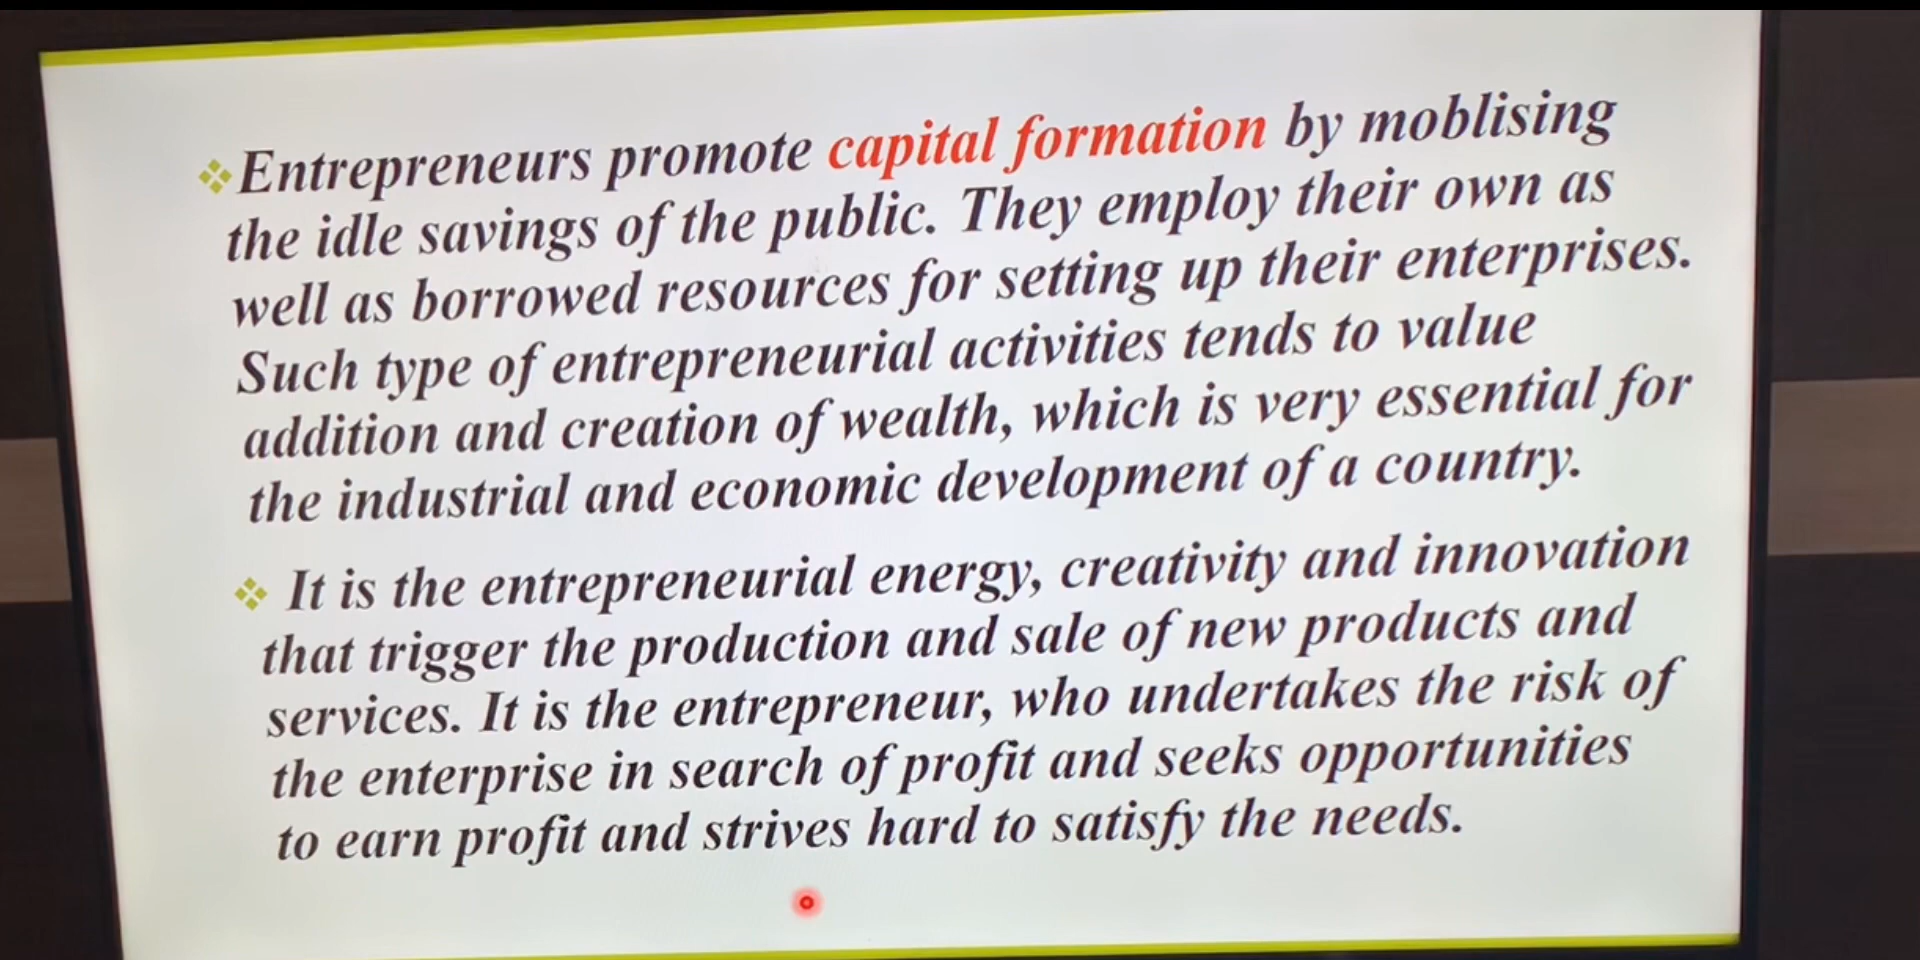 Entrepreneurs promote capital formation by moblising
the idle savings of the public. They employ their own as
well as borrowed resources for setting up their enterprises.
Such type of entrepreneurial activities tends to value
addition and creation of wealth, which is very essential for
the industrial and economic development of a country.
It is the entrepreneurial energy, creativity and innovation
that trigger the production and sale of new products and
services. It is the entrepreneur, who undertakes the risk of
the enterprise in search of profit and seeks opportunities
to earn profit and strives hard to satisfy the needs.